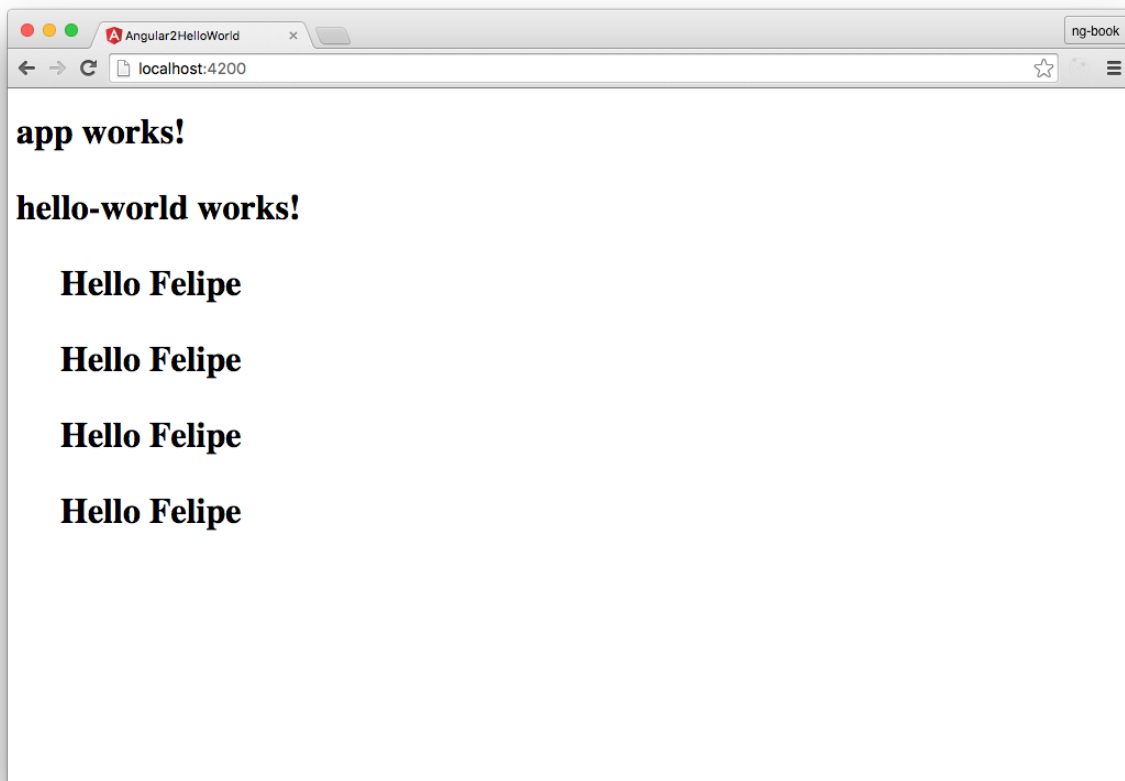 Angular2HelloWorld
ng-book
localhost:4200
app works!
hello-world works!
Hello Felipe
Hello Felipe
Hello Felipe
Hello Felipe